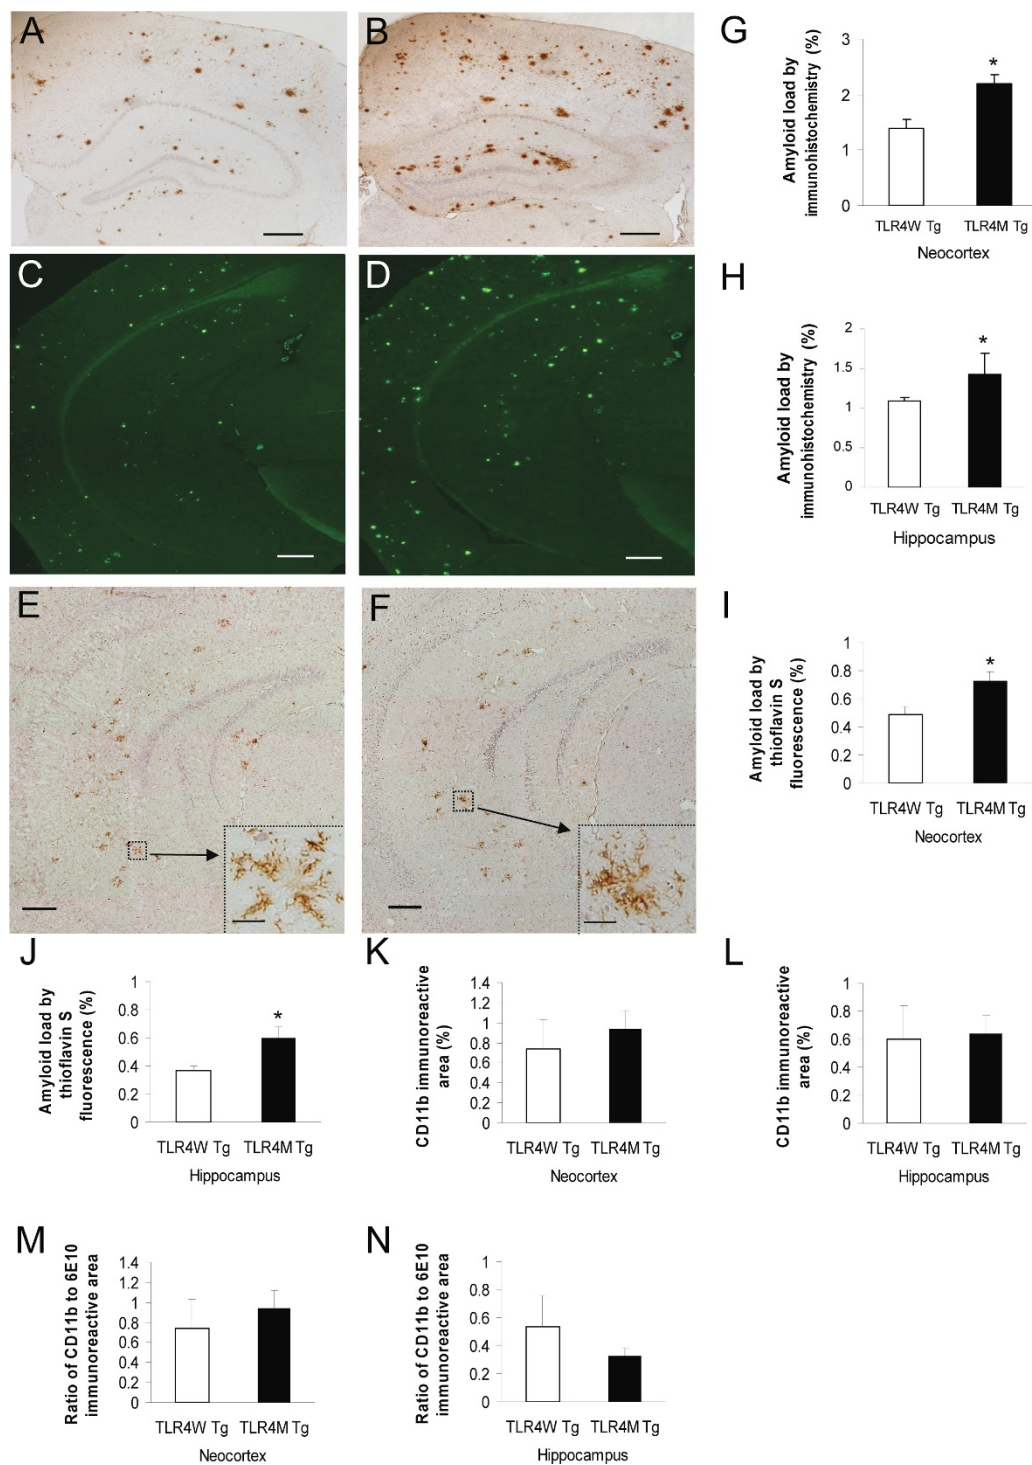 A
B
G
Amyloid load by
immunohistochemistry (%)
3
2
1
0
*
TLR4W Tg
TLR4M Tg
Neocortex
C
D
H
Amyloid load by
immunohistochemistry (%)
2
1.5
1
0.5
0
*
TLR4W Tg
TLR4M Tg
Hippocampus
E
F
I
Amyloid load by
thioflavin S
fluorescence (%)
1
0.8
0.6
0.4
0.2
0
*
TLR4W Tg
TLR4M Tg
Neocortex
J
Amyloid load by
thioflavin S
fluorescence (%)
1
0.8
0.6
0.4
0.2
0
*
TLR4W Tg
TLR4M Tg
Hippocampus
K
CD11b immunoreactive
area (%)
1.4
1.2
1
0.8
0.6
0.4
0.2
0
TLR4W Tg
TLR4M Tg
Neocortex
L
CD11b immunoreactive
area (%)
1
0.8
0.6
0.4
0.2
0
TLR4W Tg
TLR4M Tg
Hippocampus
M
Ratio of CD11b to 6E10
immunoreactive area
1.4
1.2
1
0.8
0.6
0.4
0.2
0
TLR4W Tg
TLR4M Tg
Neocortex
N
Ratio of CD11b to 6E10
immunoreactive area
1
0.8
0.6
0.4
0.2
0
TLR4W Tg
TLR4M Tg
Hippocampus